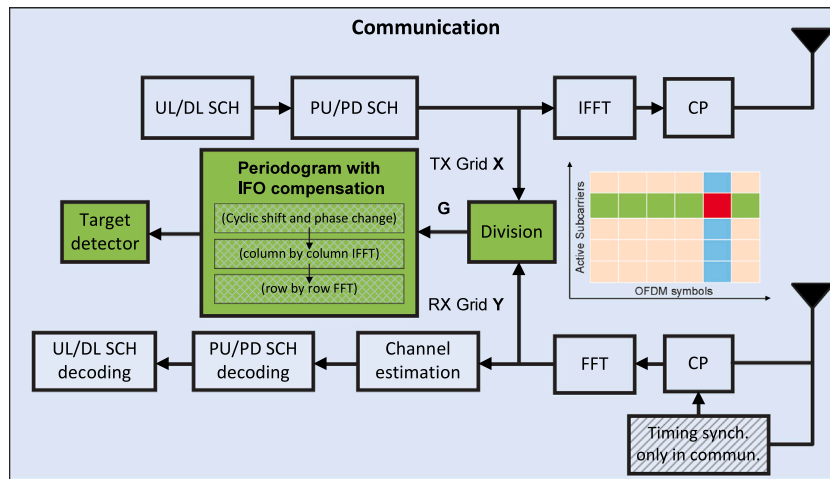 Communication
UL/DL SCH
PU/PD SCH
IFFT
CP
TX Grid X
Periodogram with
IFO compensation
(Cyclic shift and phase change)
(column by column IFFT)
(row by row FFT)
Target
detector
G
Division
Active Subcarriers
OFDM symbols
RX Grid Y
UL/DL SCH
decoding
PU/PD SCH
decoding
Channel
estimation
FFT
CP
Timing synch.
only in commun.